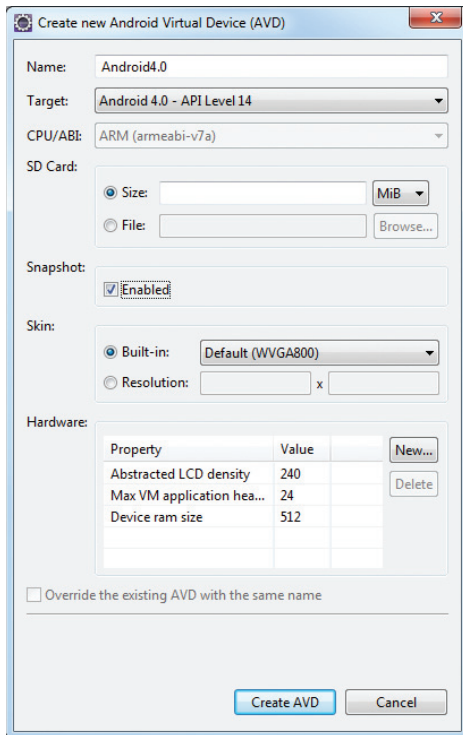 Create new Android Virtual Device (AVD)
Name: Android4.0
Target: Android 4.0 - API Level 14
CPU/ABI: ARM (armeabi-v7a)
SD Card:
Size: MiB
File: Browse...
Snapshot:
Enabled
Skin:
Built-in: Default (WVGA800)
Resolution: x
Hardware:
Property Value New...
Abstracted LCD density 240 Delete
Max VM application hea... 24
Device ram size 512
Override the existing AVD with the same name
Create AVD Cancel